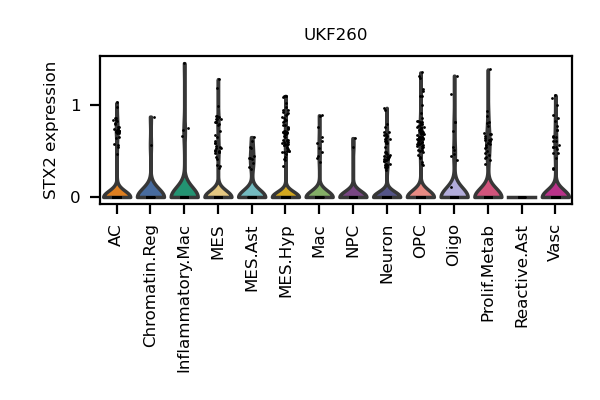 UKF260
STX2 expression
1
0
AC
Chromatin.Reg
Inflammatory.Mac
MES
MES.Ast
MES.Hyp
Mac
NPC
Neuron
OPC
Oligo
Prolif.Metab
Reactive.Ast
Vasc